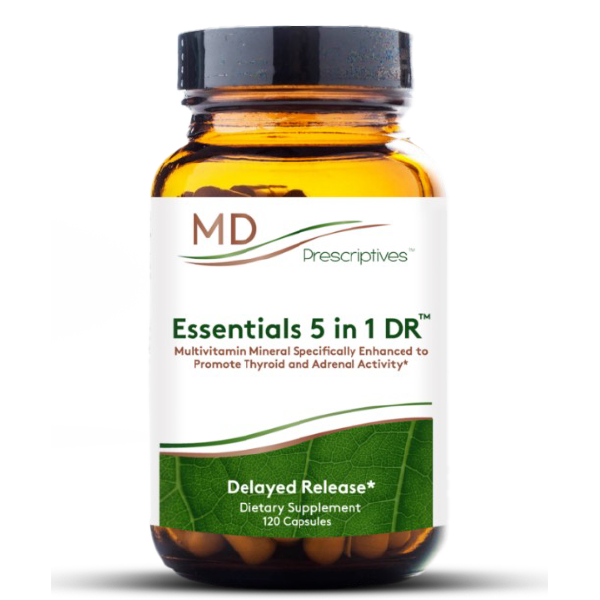 MD
Prescriptives™
Essentials 5 in 1 DR™
Multivitamin Mineral Specifically Enhanced to
Promote Thyroid and Adrenal Activity*
Delayed Release*
Dietary Supplement
120 Capsules